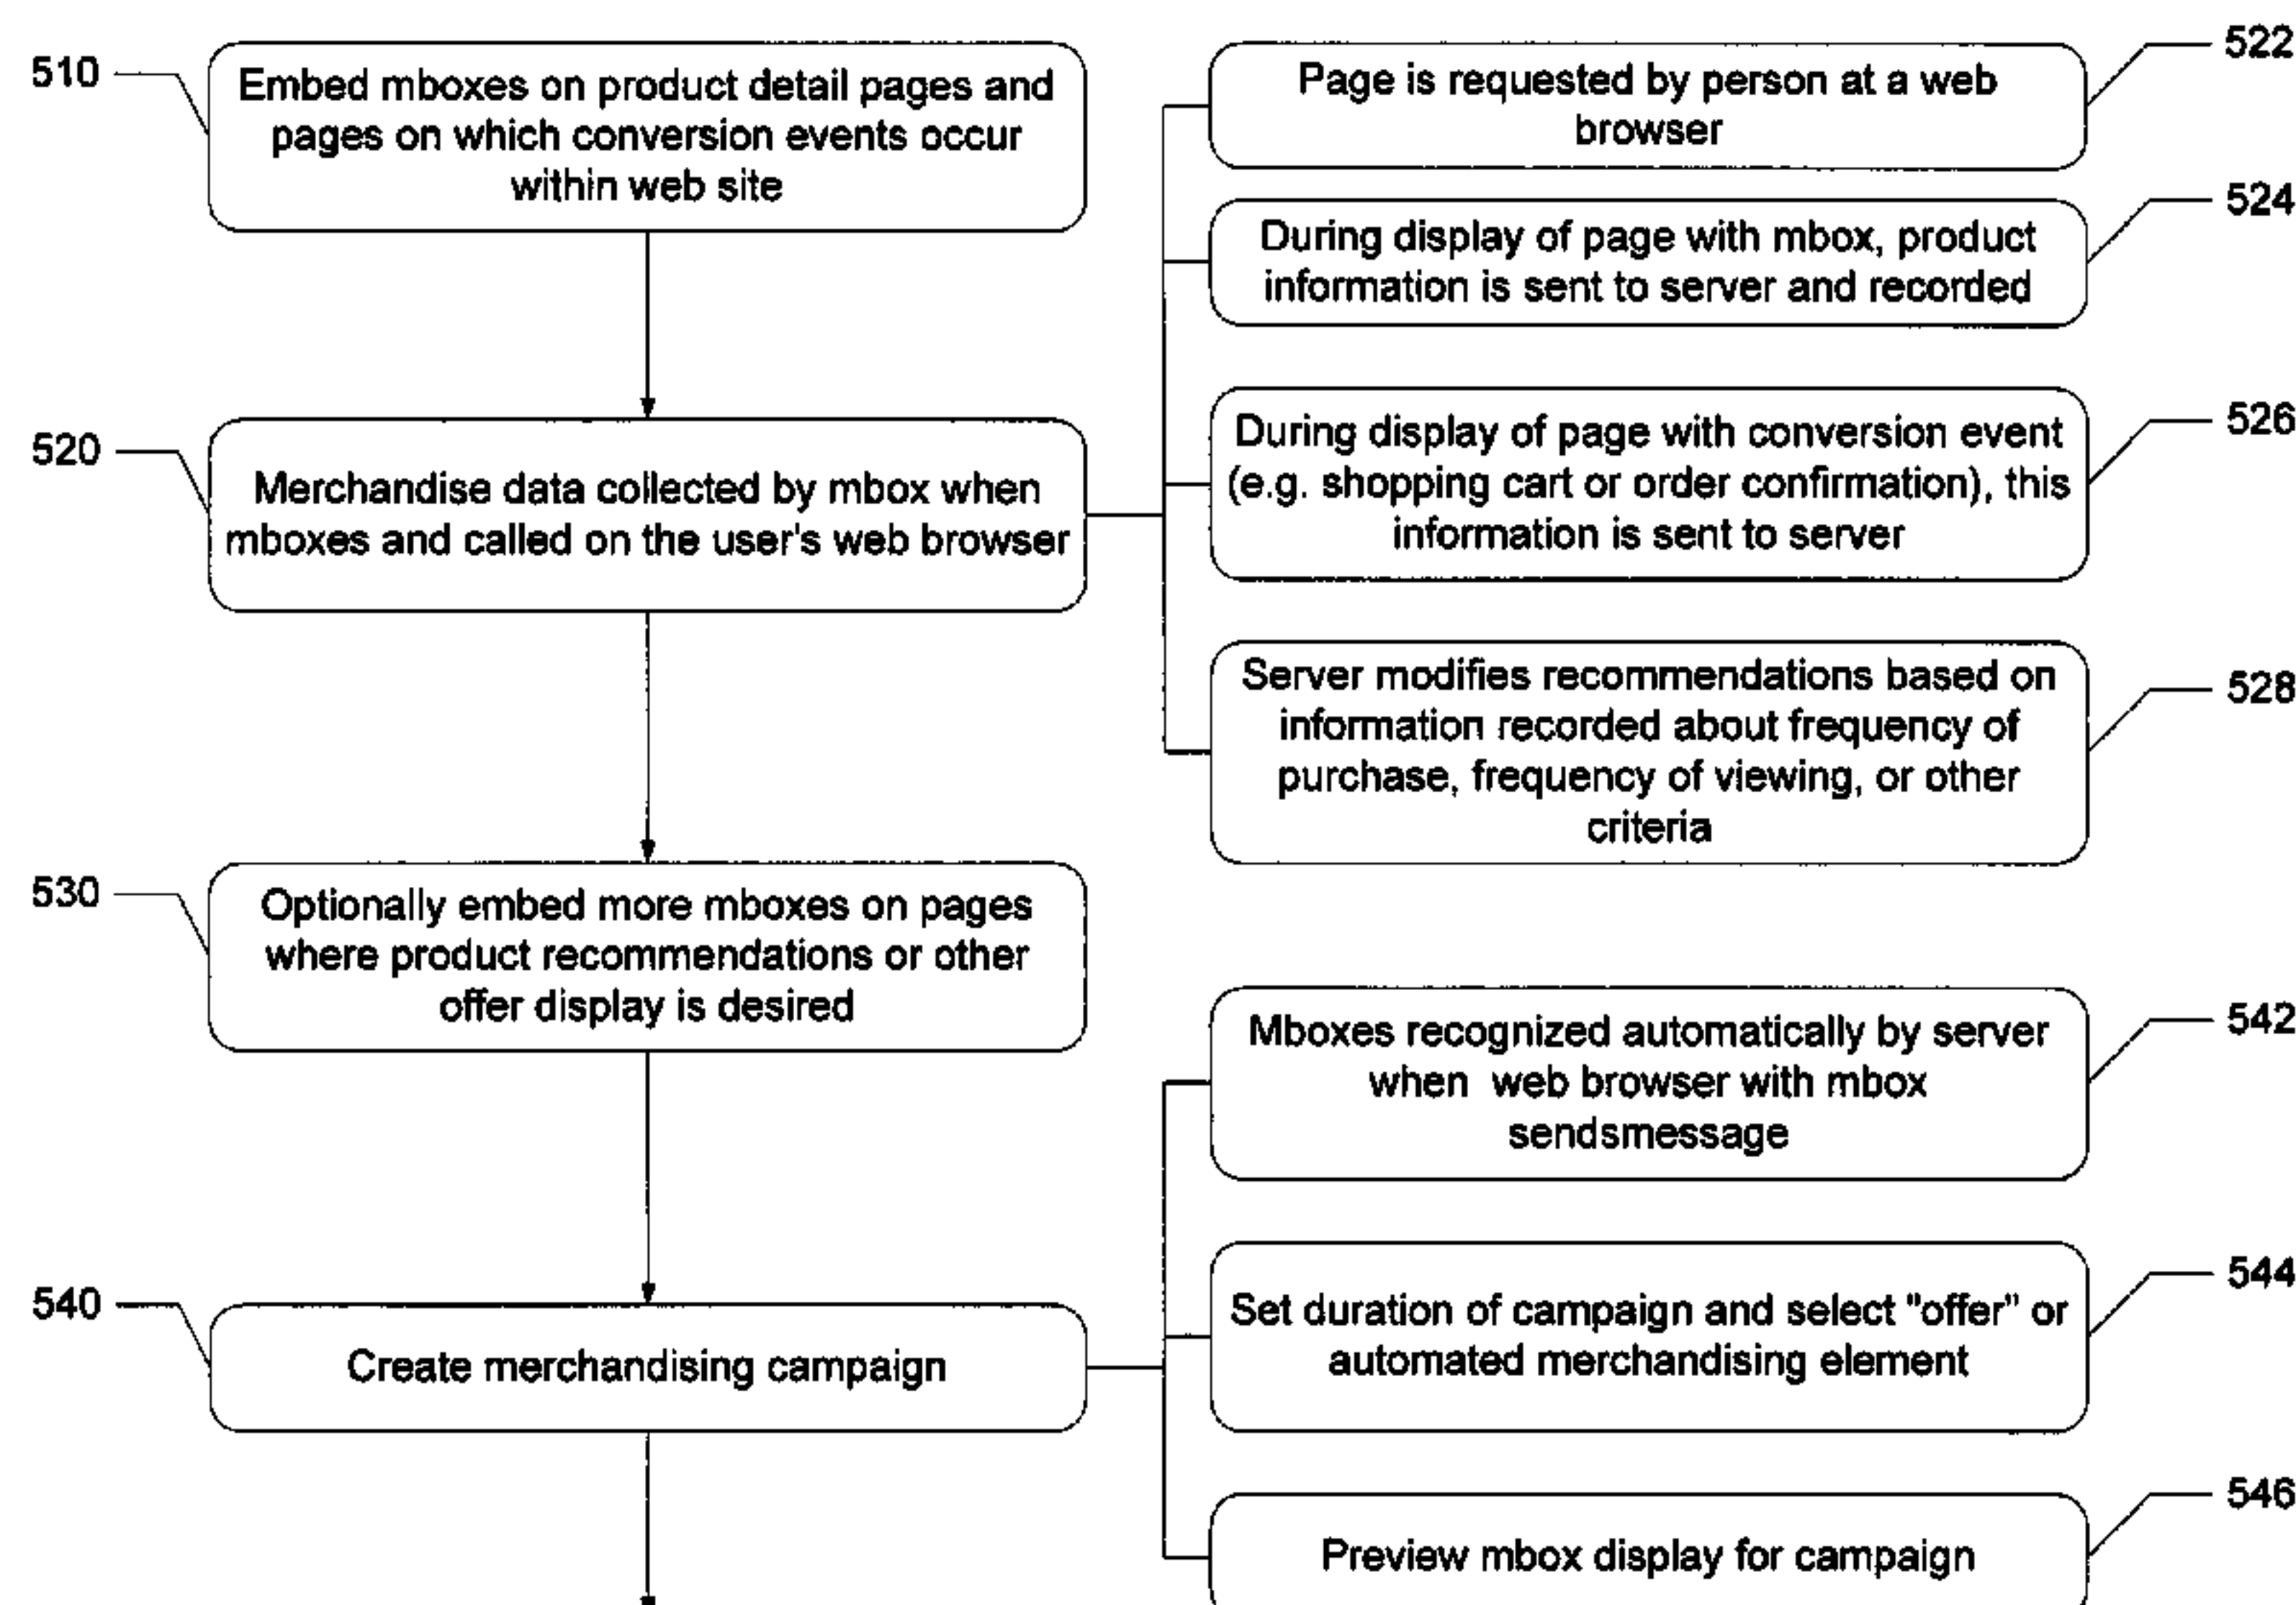 510
Embed mboxes on product detail pages and
pages on which conversion events occur
within web site
522
Page is requested by person at a web
browser
524
During display of page with mbox, product
information is sent to server and recorded
520
Merchandise data collected by mbox when
mboxes and called on the user's web browser
526
During display of page with conversion event
(e.g. shopping cart or order confirmation), this
information is sent to server
528
Server modifies recommendations based on
information recorded about frequency of
purchase, frequency of viewing, or other
criteria
530
Optionally embed more mboxes on pages
where product recommendations or other
offer display is desired
542
Mboxes recognized automatically by server
when web browser with mbox
sendsmessage
540
Create merchandising campaign
544
Set duration of campaign and select "offer" or
automated merchandising element
546
Preview mbox display for campaign